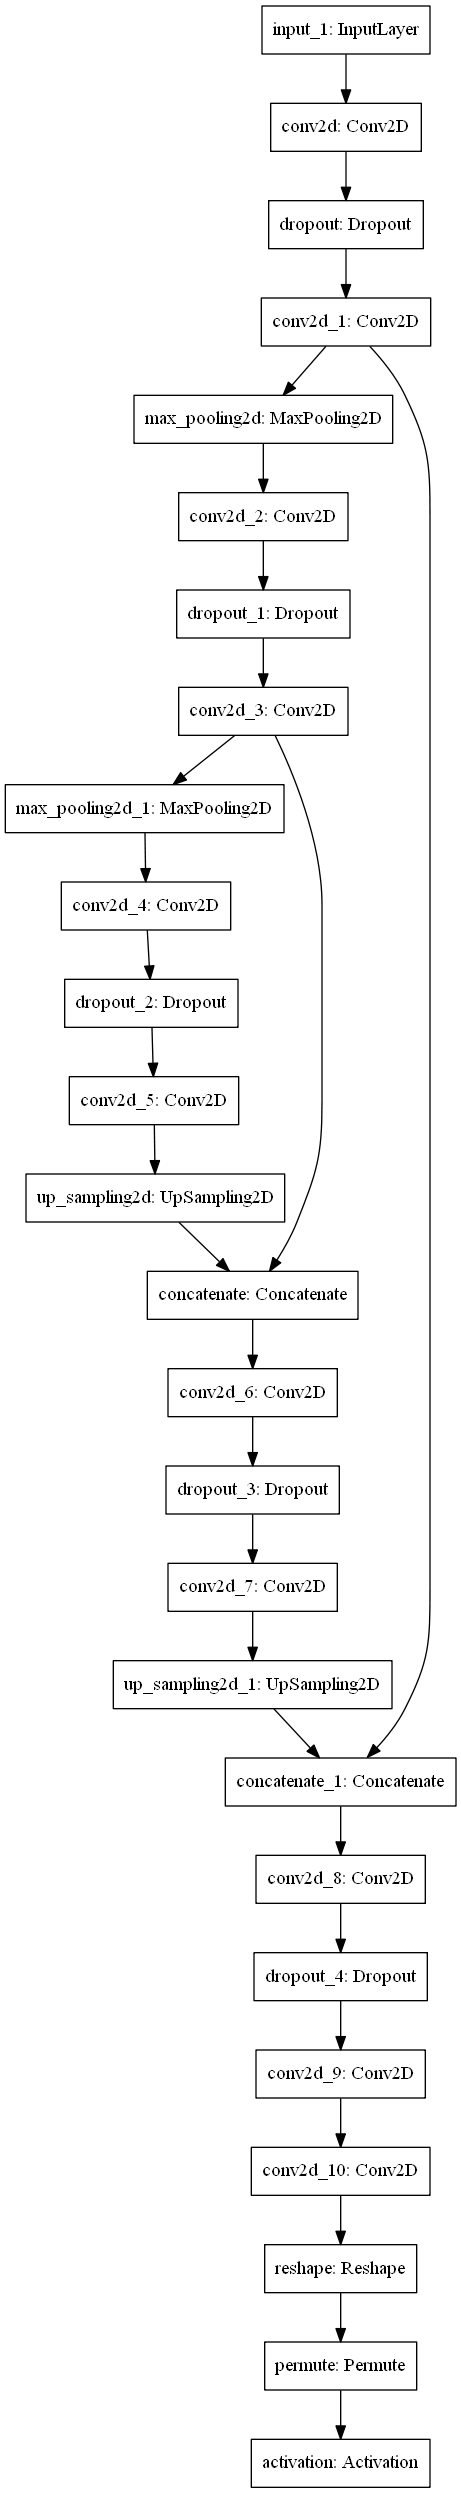 input_1: InputLayer
conv2d: Conv2D
dropout: Dropout
conv2d_1: Conv2D
max_pooling2d: MaxPooling2D
conv2d_2: Conv2D
dropout_1: Dropout
conv2d_3: Conv2D
max_pooling2d_1: MaxPooling2D
conv2d_4: Conv2D
dropout_2: Dropout
conv2d_5: Conv2D
up_sampling2d: UpSampling2D
concatenate: Concatenate
conv2d_6: Conv2D
dropout_3: Dropout
conv2d_7: Conv2D
up_sampling2d_1: UpSampling2D
concatenate_1: Concatenate
conv2d_8: Conv2D
dropout_4: Dropout
conv2d_9: Conv2D
conv2d_10: Conv2D
reshape: Reshape
permute: Permute
activation: Activation